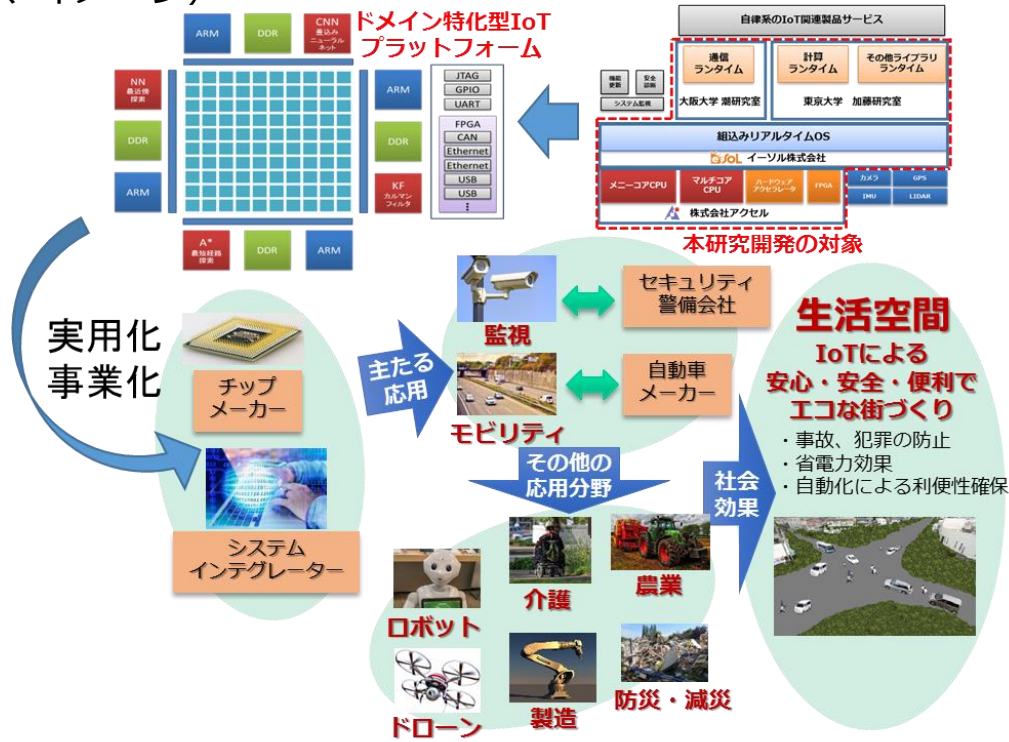 ドメイン特化型IoT
プラットフォーム
ARM
DDR
CNN
畳込み
ニューラル
ネット
NN
最近傍
探索
DDR
ARM
ARM
DDR
KF
カルマン
フィルタ
A*
最短経路
探索
DDR
ARM
JTAG
GPIO
UART
FPGA
CAN
Ethernet
Ethernet
USB
USB
⋮
自律系のIoT関連製品サービス
通信
ランタイム
計算
ランタイム
その他ライブラリ
ランタイム
機能
更新
安全
診断
システム監視
大阪大学 潮研究室
東京大学 加藤研究室
組込みリアルタイムOS
eSOL イーソル株式会社
メニーコアCPU
マルチコア
CPU
ハードウェア
アクセラレータ
FPGA
カメラ
GPS
IMU
LIDAR
株式会社アクセル
本研究開発の対象
実用化
事業化
チップ
メーカー
システム
インテグレーター
主たる
応用
監視
セキュリティ
警備会社
モビリティ
自動車
メーカー
その他の
応用分野
ロボット
介護
農業
ドローン
製造
防災・減災
社会
効果
生活空間
IoTによる
安心・安全・便利で
エコな街づくり
・事故、犯罪の防止
・省電力効果
・自動化による利便性確保